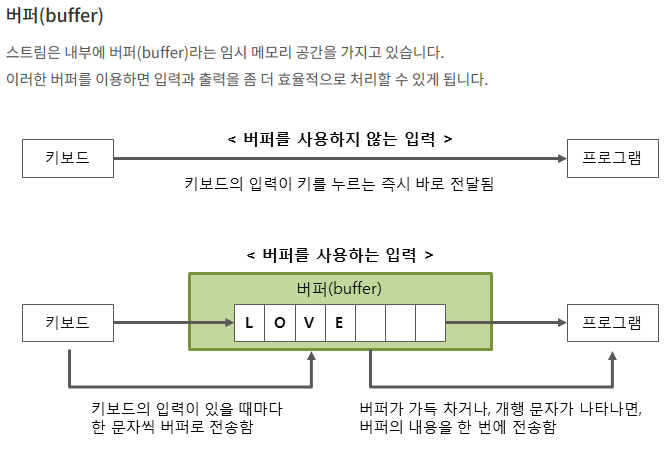 버퍼(buffer)
스트림은 내부에 버퍼(buffer)라는 임시 메모리 공간을 가지고 있습니다.
이러한 버퍼를 이용하면 입력과 출력을 좀 더 효율적으로 처리할 수 있게 됩니다.
< 버퍼를 사용하지 않는 입력 >
키보드
프로그램
키보드의 입력이 키를 누르는 즉시 바로 전달됨
< 버퍼를 사용하는 입력 >
버퍼(buffer)
키보드
L O V E
프로그램
키보드의 입력이 있을 때마다
한 문자씩 버퍼로 전송함
버퍼가 가득 차거나, 개행 문자가 나타나면,
버퍼의 내용을 한 번에 전송함